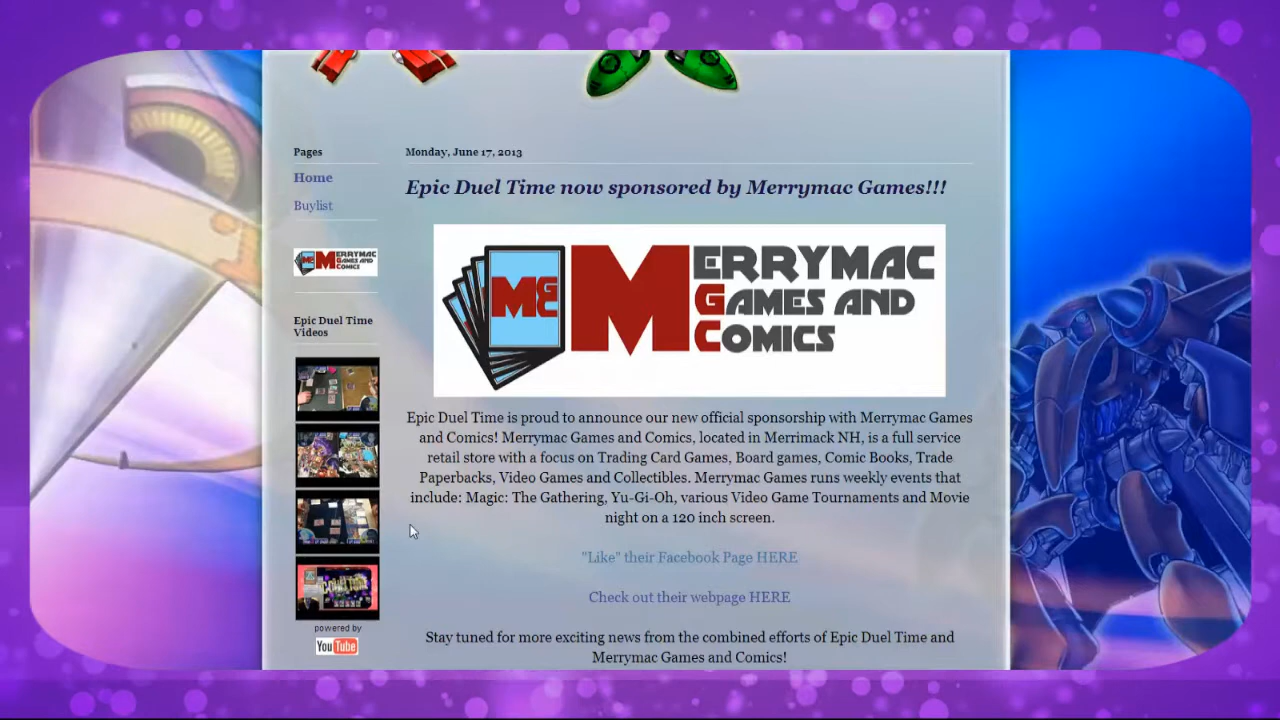 Pages
Home
Buylist
MGC MERRYMAC
GAMES AND
COMICS
Epic Duel Time
Videos
powered by
YouTube
Monday, June 17, 2013
Epic Duel Time now sponsored by Merrymac Games!!!
MGC
MERRYMAC
GAMES AND
COMICS
Epic Duel Time is proud to announce our new official sponsorship with Merrymac Games
and Comics! Merrymac Games and Comics, located in Merrimack NH, is a full service
retail store with a focus on Trading Card Games, Board games, Comic Books, Trade
Paperbacks, Video Games and Collectibles. Merrymac Games runs weekly events that
include: Magic: The Gathering, Yu-Gi-Oh, various Video Game Tournaments and Movie
night on a 120 inch screen.
"Like" their Facebook Page HERE
Check out their webpage HERE
Stay tuned for more exciting news from the combined efforts of Epic Duel Time and
Merrymac Games and Comics!